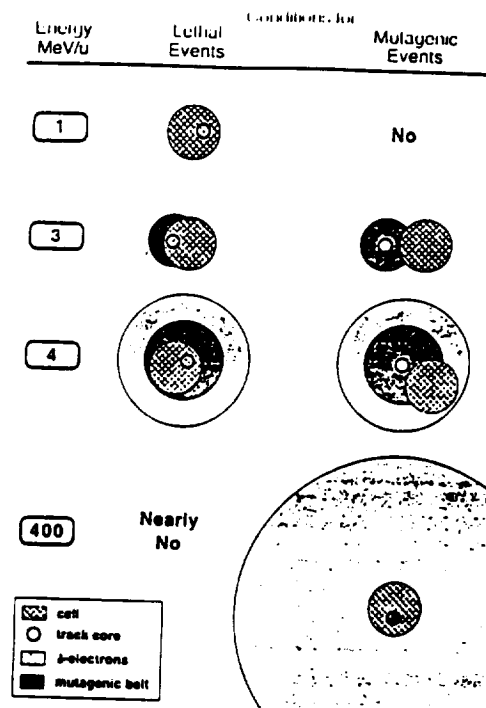 Conditions for
Energy MeV/u
Lethal Events
Mutagenic Events
1
No
3
4
400
Nearly No
cell
track core
δ-electrons
mutagenic belt